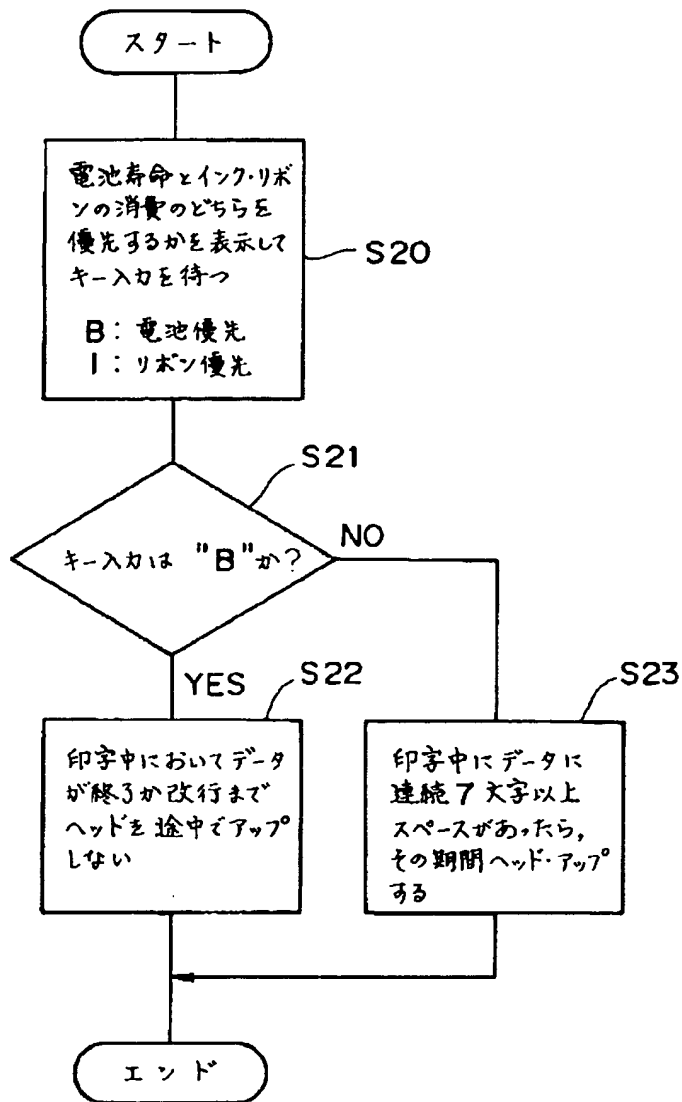 スタート
電池寿命とインク・リボ
ンの消費のどちらを
優先するかを表示して
キー入力を待つ
B: 電池優先
I: リボン優先
S20
S21
キー入力は "B"か?
NO
YES
S22
S23
印字中においてデータ
が終了か改行まで
ヘッドを途中でアップ
しない
印字中にデータに
連続7文字以上
スペースがあったら,
その期間ヘッド・アップ
する
エンド